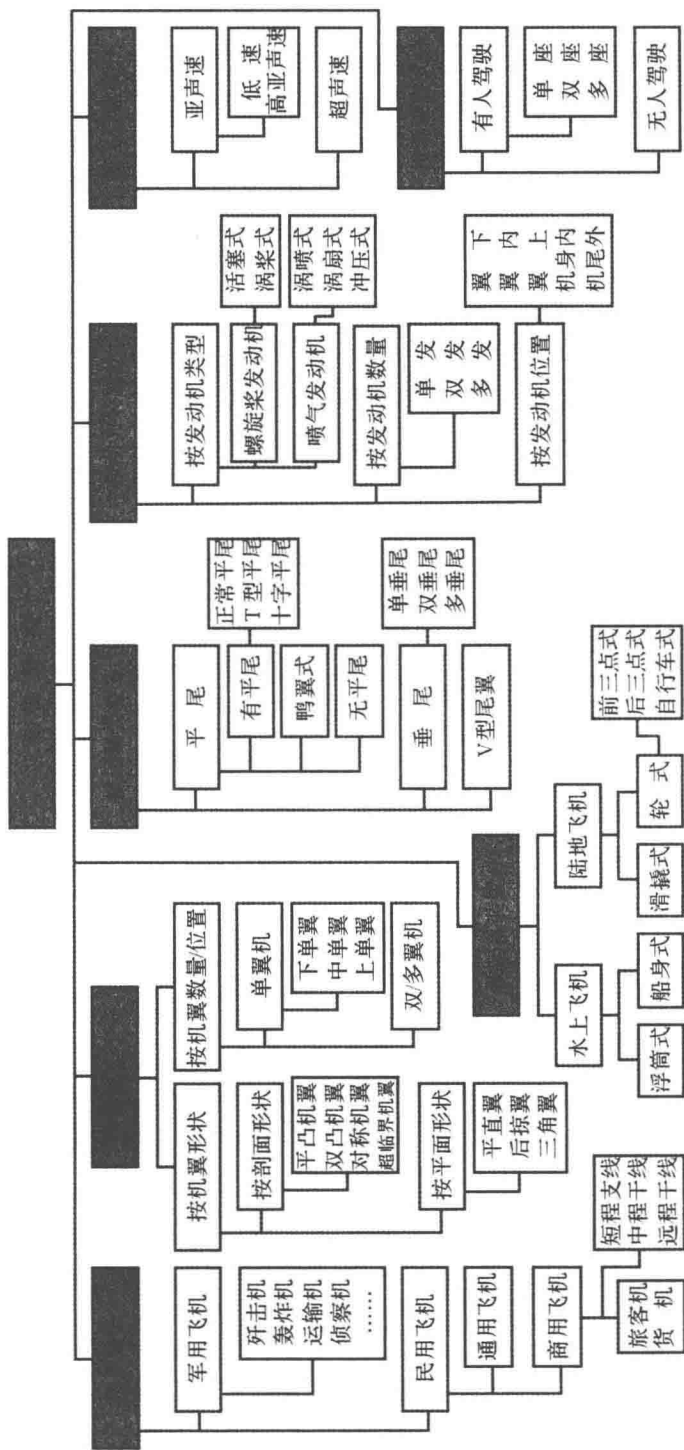 军用飞机
歼击机
轰炸机
运输机
侦察机
……
民用飞机
通用飞机
商用飞机
旅客机
货 机
短程支线
中程干线
远程干线
按机翼形状
按剖面形状
平凸机翼
双凸机翼
对称机翼
超临界机翼
按平面形状
平直翼
后掠翼
三角翼
按机翼数量/位置
单翼机
下单翼
中单翼
上单翼
双/多翼机
水上飞机
浮筒式
船身式
陆地飞机
滑撬式
轮 式
前三点式
后三点式
自行车式
平 尾
有平尾
正常平尾
T型平尾
十字平尾
鸭翼式
无平尾
垂 尾
单垂尾
双垂尾
多垂尾
V型尾翼
按发动机类型
螺旋桨发动机
活塞式
涡桨式
喷气发动机
涡喷式
涡扇式
冲压式
按发动机数量
单 发
双 发
多 发
按发动机位置
翼 下
翼 内
翼 上
机身内
机尾外
亚声速
低 速
高亚声速
超声速
有人驾驶
单 座
双 座
多 座
无人驾驶